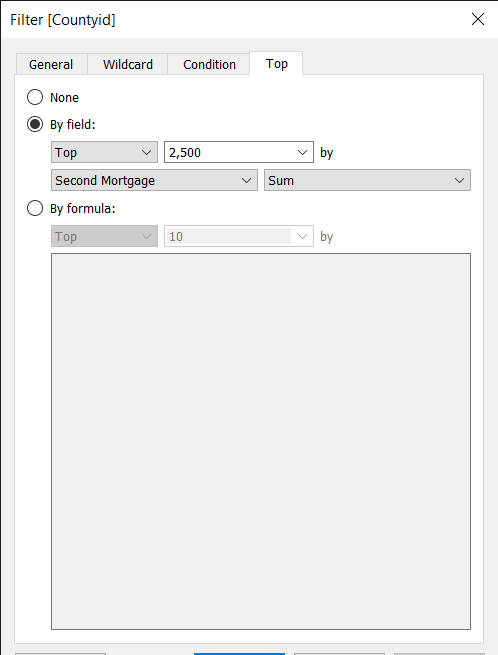 Filter [Countyid]
General Wildcard Condition Top
None
By field:
Top 2,500 by
Second Mortgage Sum
By formula:
Top 10 by